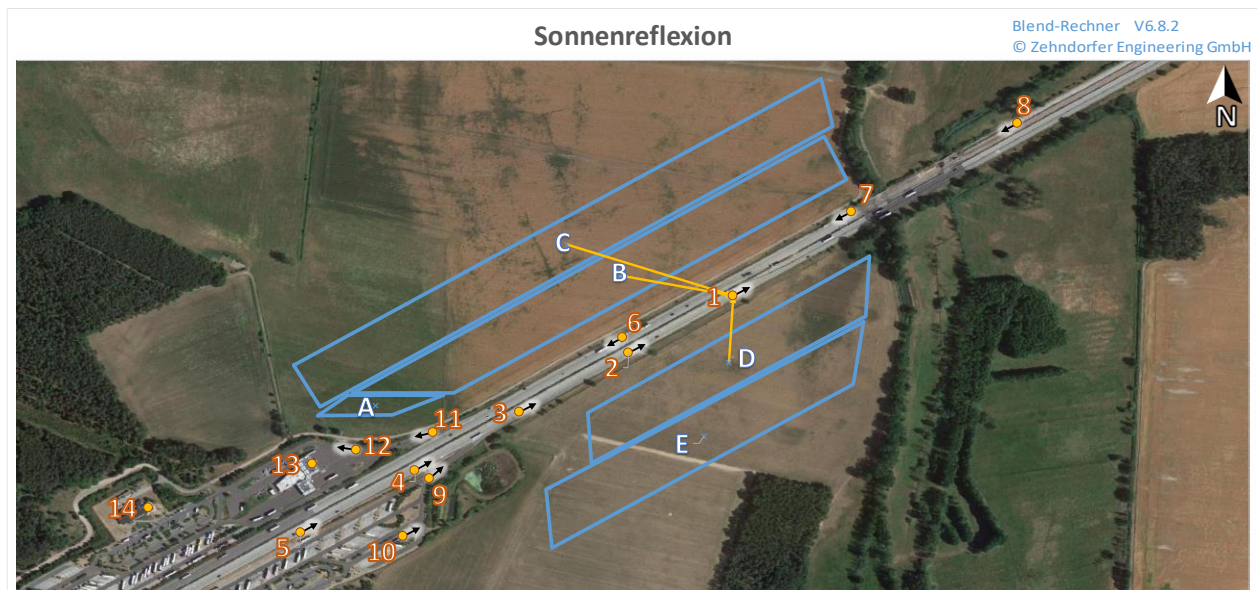 Sonnenreflexion
Blend-Rechner V6.8.2
© Zehndorfer Engineering GmbH
N
8
7
C
B
1
6
2
D
A
3
11
E
12
13
4
9
14
5
10